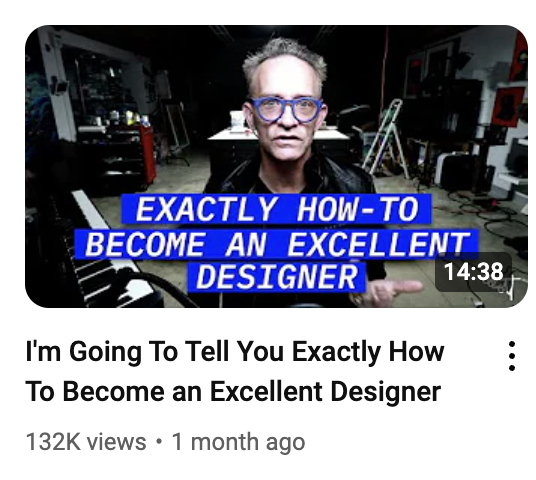 EXACTLY HOW-TO
BECOME AN EXCELLENT
DESIGNER
14:38
I'm Going To Tell You Exactly How
To Become an Excellent Designer
132K views • 1 month ago